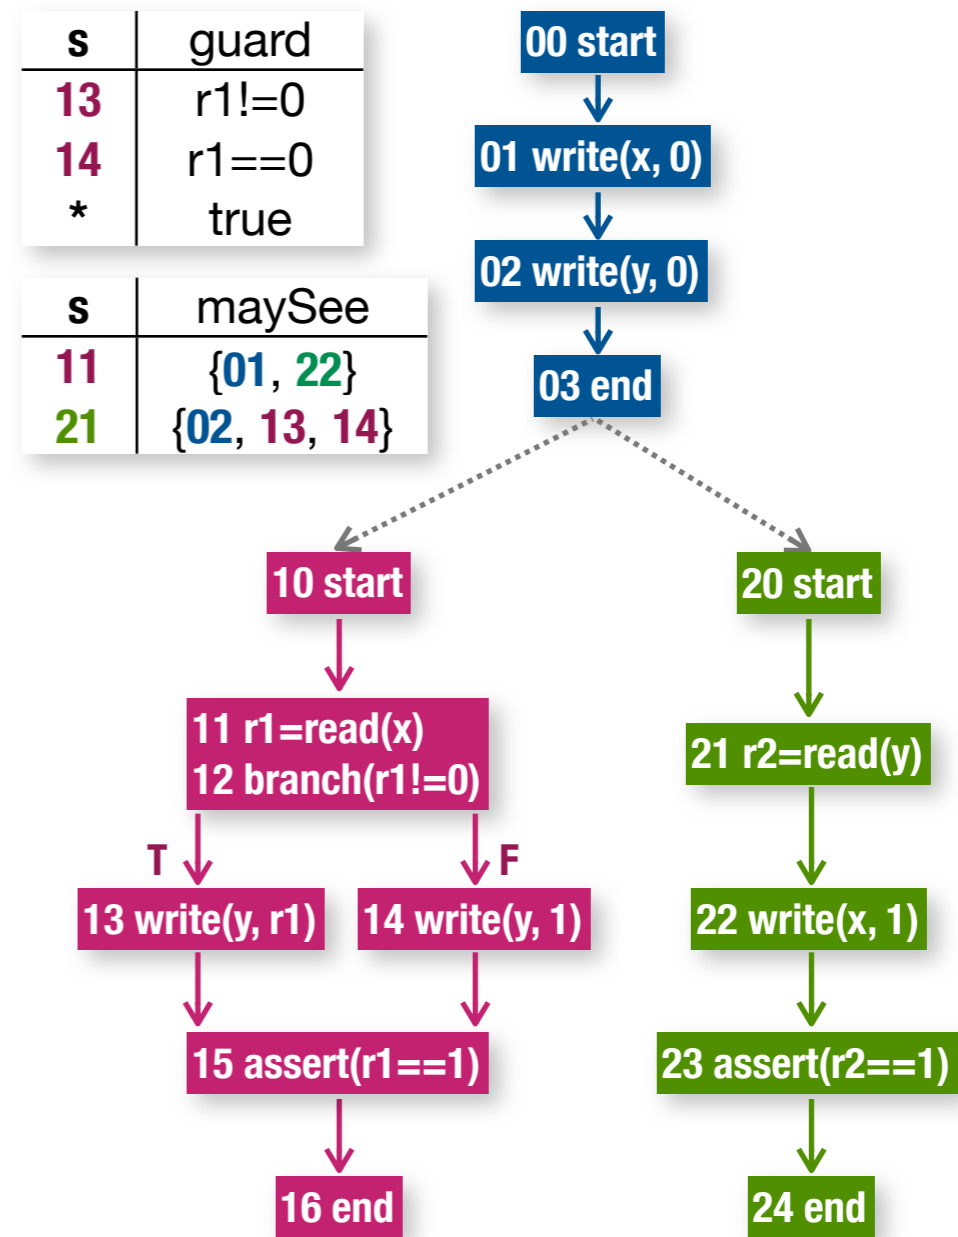 s guard
13 r1!=0
14 r1==0
* true
s maySee
11 {01, 22}
21 {02, 13, 14}
00 start
01 write(x, 0)
02 write(y, 0)
03 end
10 start
11 r1=read(x)
12 branch(r1!=0)
T
F
13 write(y, r1)
14 write(y, 1)
15 assert(r1==1)
16 end
20 start
21 r2=read(y)
22 write(x, 1)
23 assert(r2==1)
24 end